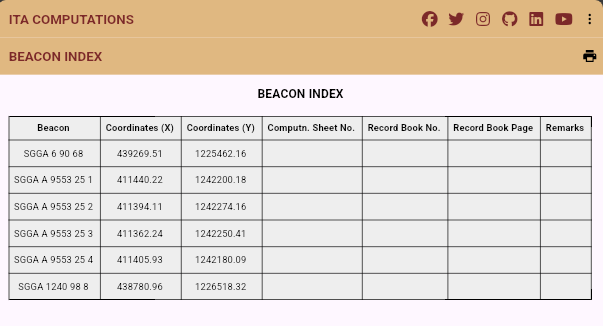 ITA COMPUTATIONS
BEACON INDEX
BEACON INDEX
Beacon Coordinates (X) Coordinates (Y) Computn. Sheet No. Record Book No. Record Book Page Remarks
SGGA 6 90 68 439269.51 1225462.16
SGGA A 9553 25 1 411440.22 1242200.18
SGGA A 9553 25 2 411394.11 1242274.16
SGGA A 9553 25 3 411362.24 1242250.41
SGGA A 9553 25 4 411405.93 1242180.09
SGGA 1240 98 8 438780.96 1226518.32